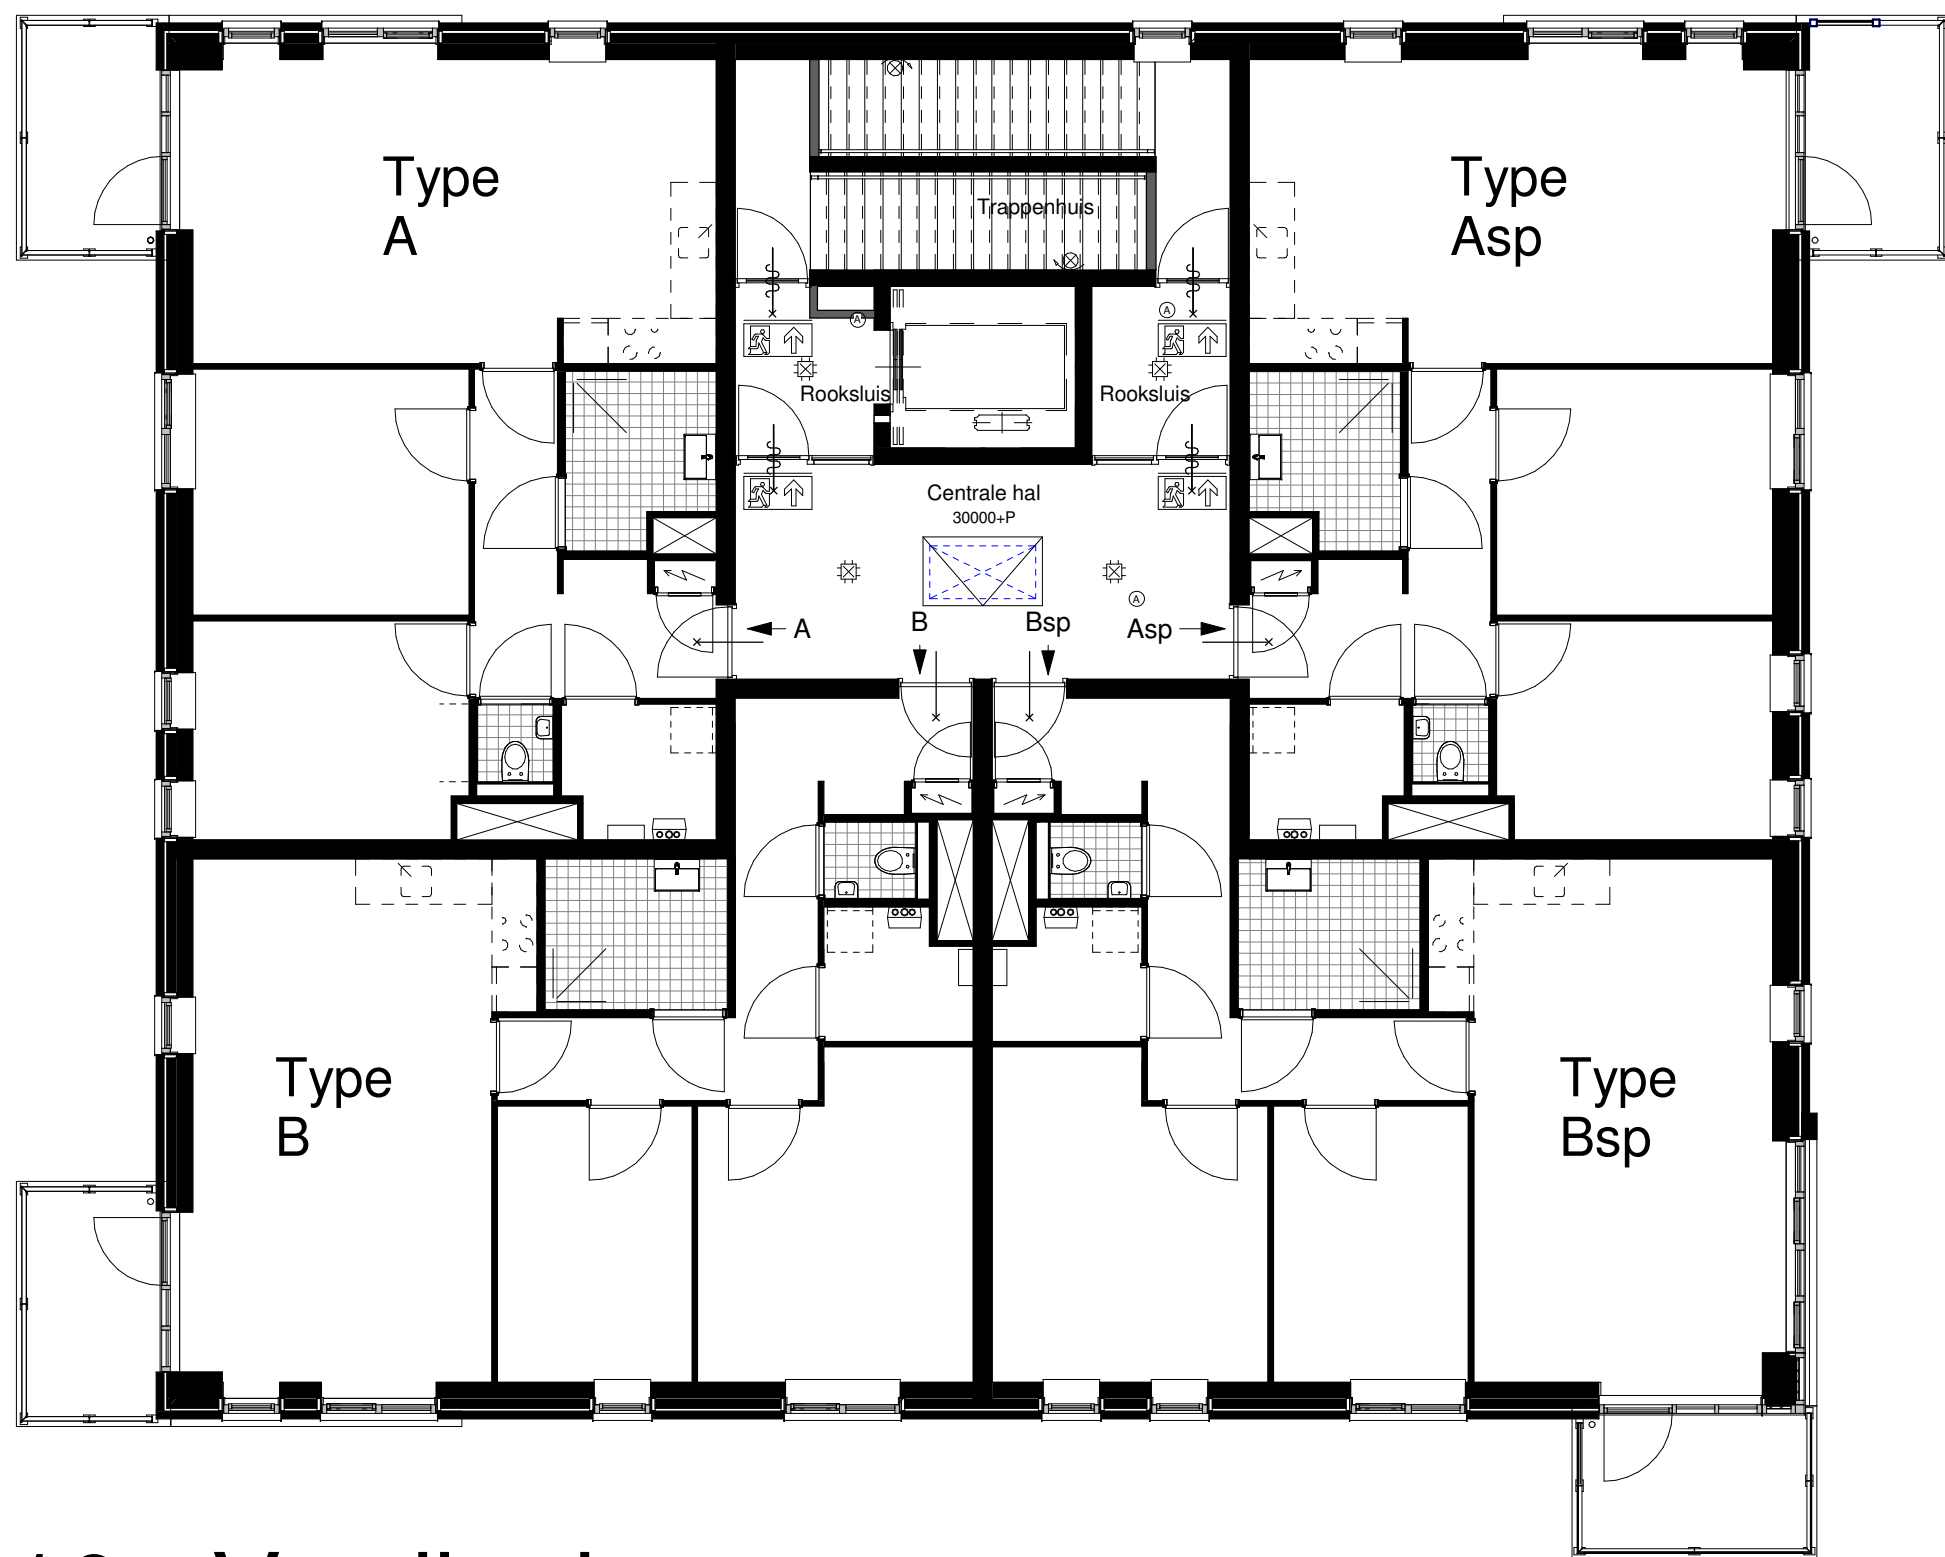 Type
A
Type
Asp
Trappenhuis
A
A
Rooksluis
Rooksluis
Centrale hal
30000+P
A
A
B
Bsp
Asp
Type
B
Type
Bsp